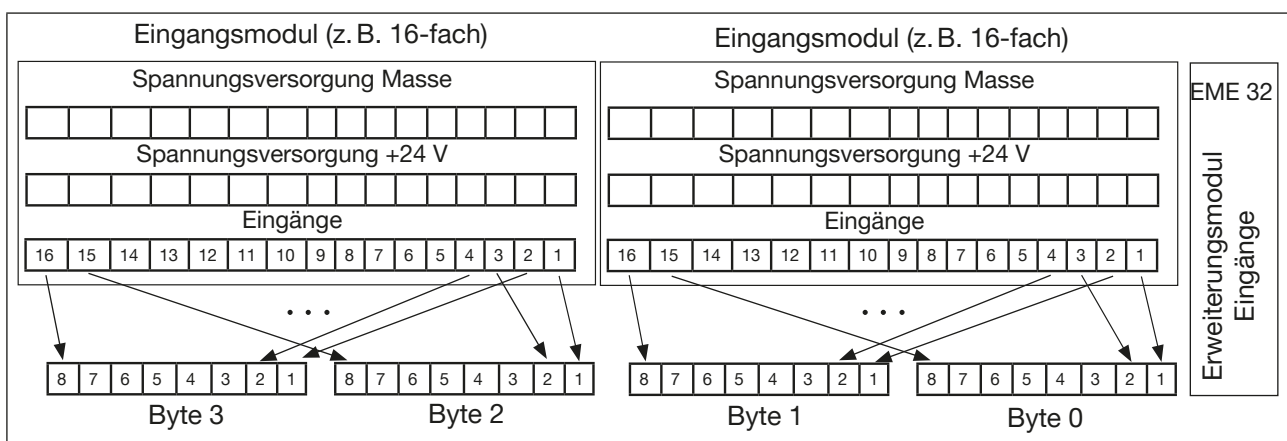 Eingangsmodul (z. B. 16-fach)
Spannungsversorgung Masse
Spannungsversorgung +24 V
Eingänge
16 15 14 13 12 11 10 9 8 7 6 5 4 3 2 1
. . .
8 7 6 5 4 3 2 1
8 7 6 5 4 3 2 1
Byte 3
Byte 2
Eingangsmodul (z. B. 16-fach)
Spannungsversorgung Masse
Spannungsversorgung +24 V
Eingänge
16 15 14 13 12 11 10 9 8 7 6 5 4 3 2 1
. . .
8 7 6 5 4 3 2 1
8 7 6 5 4 3 2 1
Byte 1
Byte 0
EME 32
Erweiterungsmodul
Eingänge